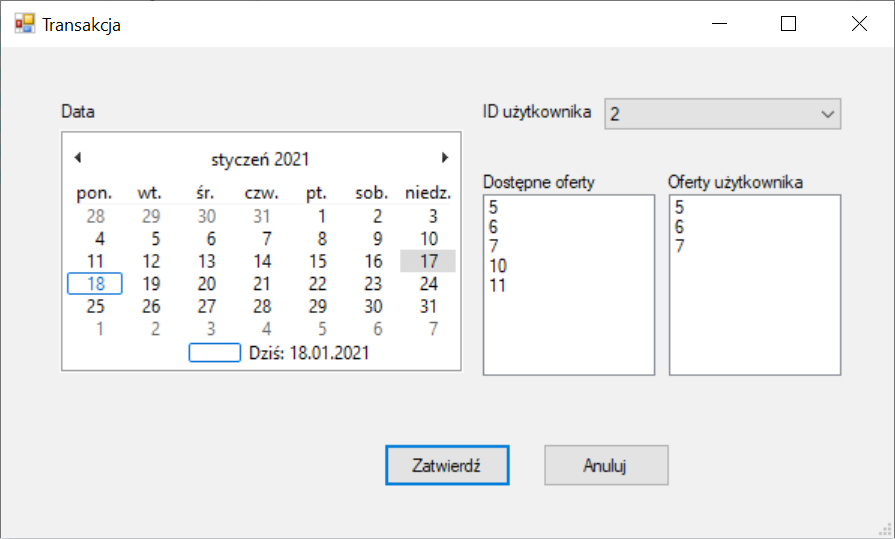 Transakcja
Data
styczeń 2021
pon. wt. śr. czw. pt. sob. niedz.
28 29 30 31 1 2 3
4 5 6 7 8 9 10
11 12 13 14 15 16 17
18 19 20 21 22 23 24
25 26 27 28 29 30 31
1 2 3 4 5 6 7
Dziś: 18.01.2021
ID użytkownika 2
Dostępne oferty
5
6
7
10
11
Oferty użytkownika
5
6
7
Zatwierdź Anuluj